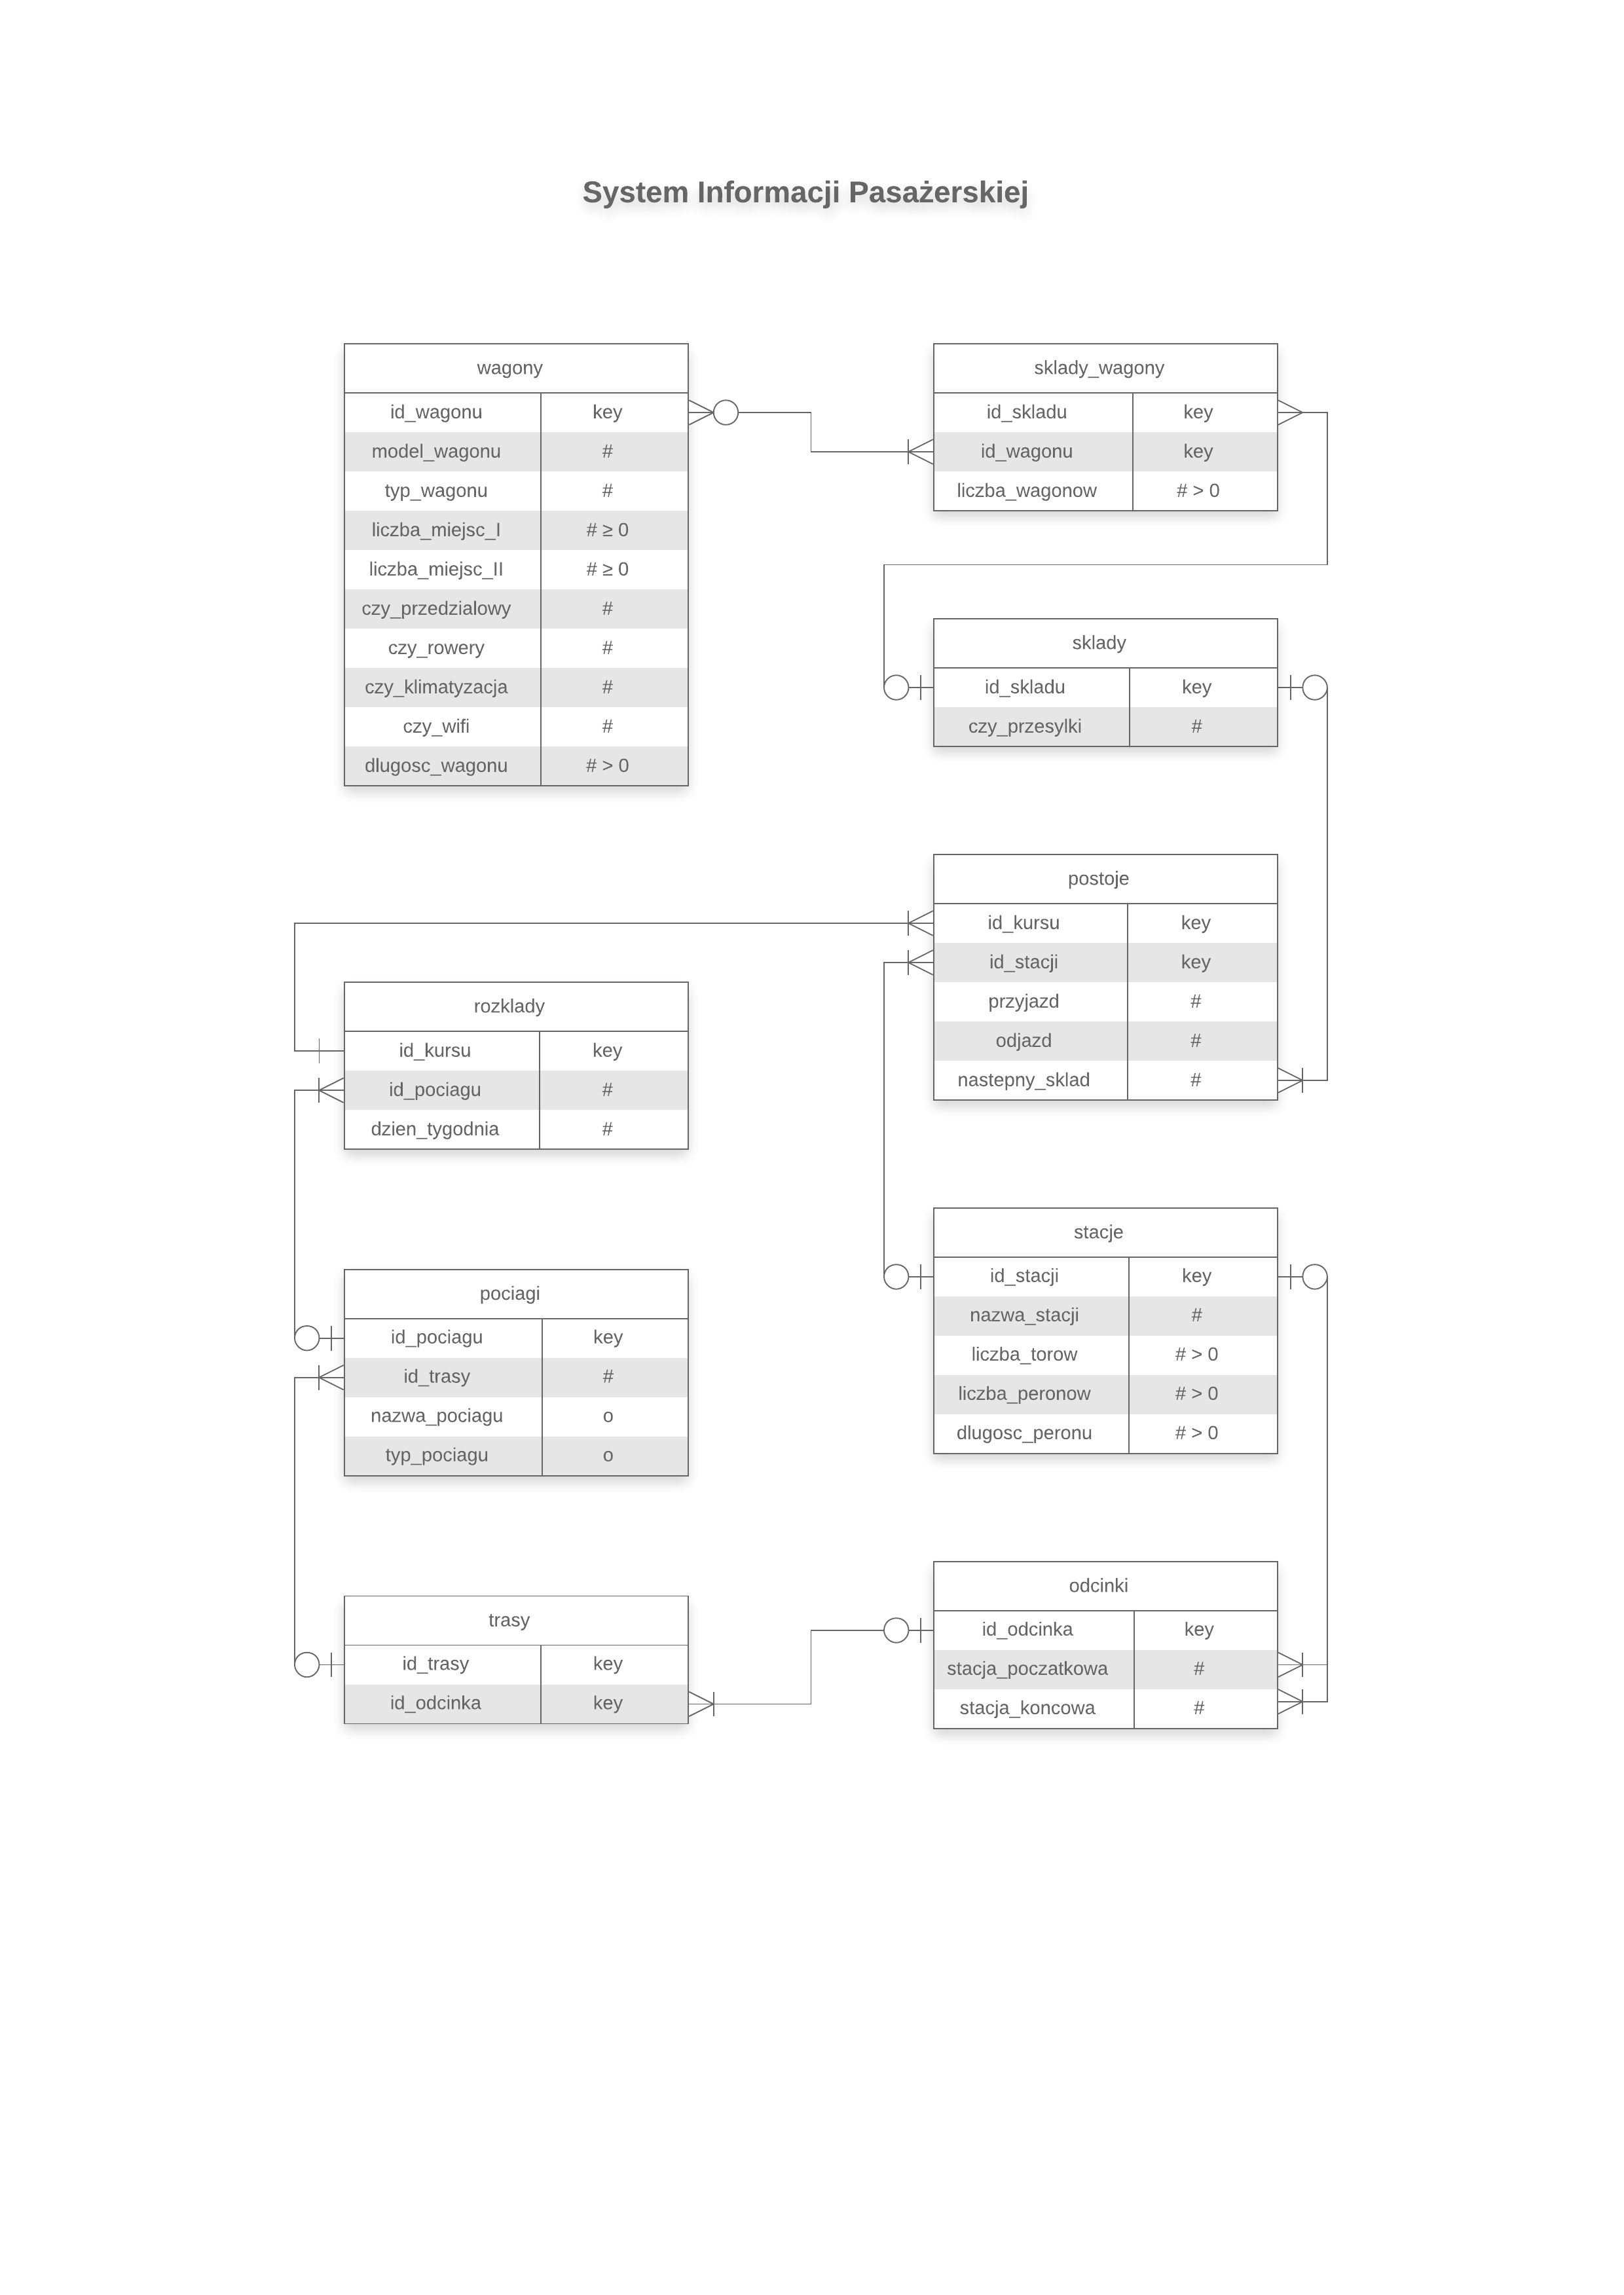 System Informacji Pasażerskiej
wagony
id_wagonu key
model_wagonu #
typ_wagonu #
liczba_miejsc_I # ≥ 0
liczba_miejsc_II # ≥ 0
czy_przedzialowy #
czy_rowery #
czy_klimatyzacja #
czy_wifi #
dlugosc_wagonu # > 0
sklady_wagony
id_skladu key
id_wagonu key
liczba_wagonow # > 0
sklady
id_skladu key
czy_przesylki #
postoje
id_kursu key
id_stacji key
przyjazd #
odjazd #
nastepny_sklad #
rozklady
id_kursu key
id_pociagu #
dzien_tygodnia #
stacje
id_stacji key
nazwa_stacji #
liczba_torow # > 0
liczba_peronow # > 0
dlugosc_peronu # > 0
pociagi
id_pociagu key
id_trasy #
nazwa_pociagu o
typ_pociagu o
odcinki
id_odcinka key
stacja_poczatkowa #
stacja_koncowa #
trasy
id_trasy key
id_odcinka key